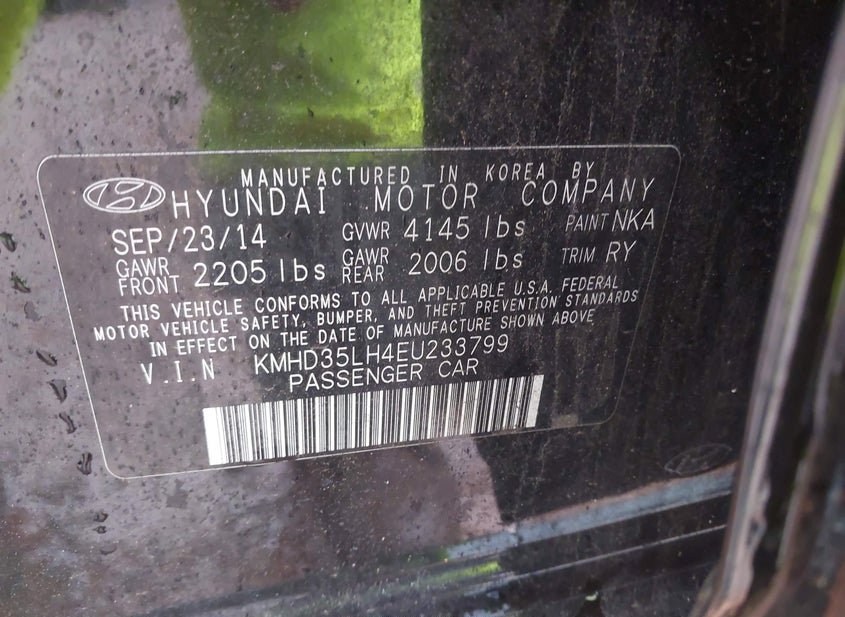 MANUFACTURED IN KOREA BY
HYUNDAI MOTOR COMPANY
SEP/23/14 GVWR 4145 lbs PAINT NKA
GAWR FRONT 2205 lbs GAWR REAR 2006 lbs TRIM RY
THIS VEHICLE CONFORMS TO ALL APPLICABLE U.S.A. FEDERAL
MOTOR VEHICLE SAFETY, BUMPER, AND THEFT PREVENTION STANDARDS
IN EFFECT ON THE DATE OF MANUFACTURE SHOWN ABOVE
V.I.N KMHD35LH4EU233799
PASSENGER CAR